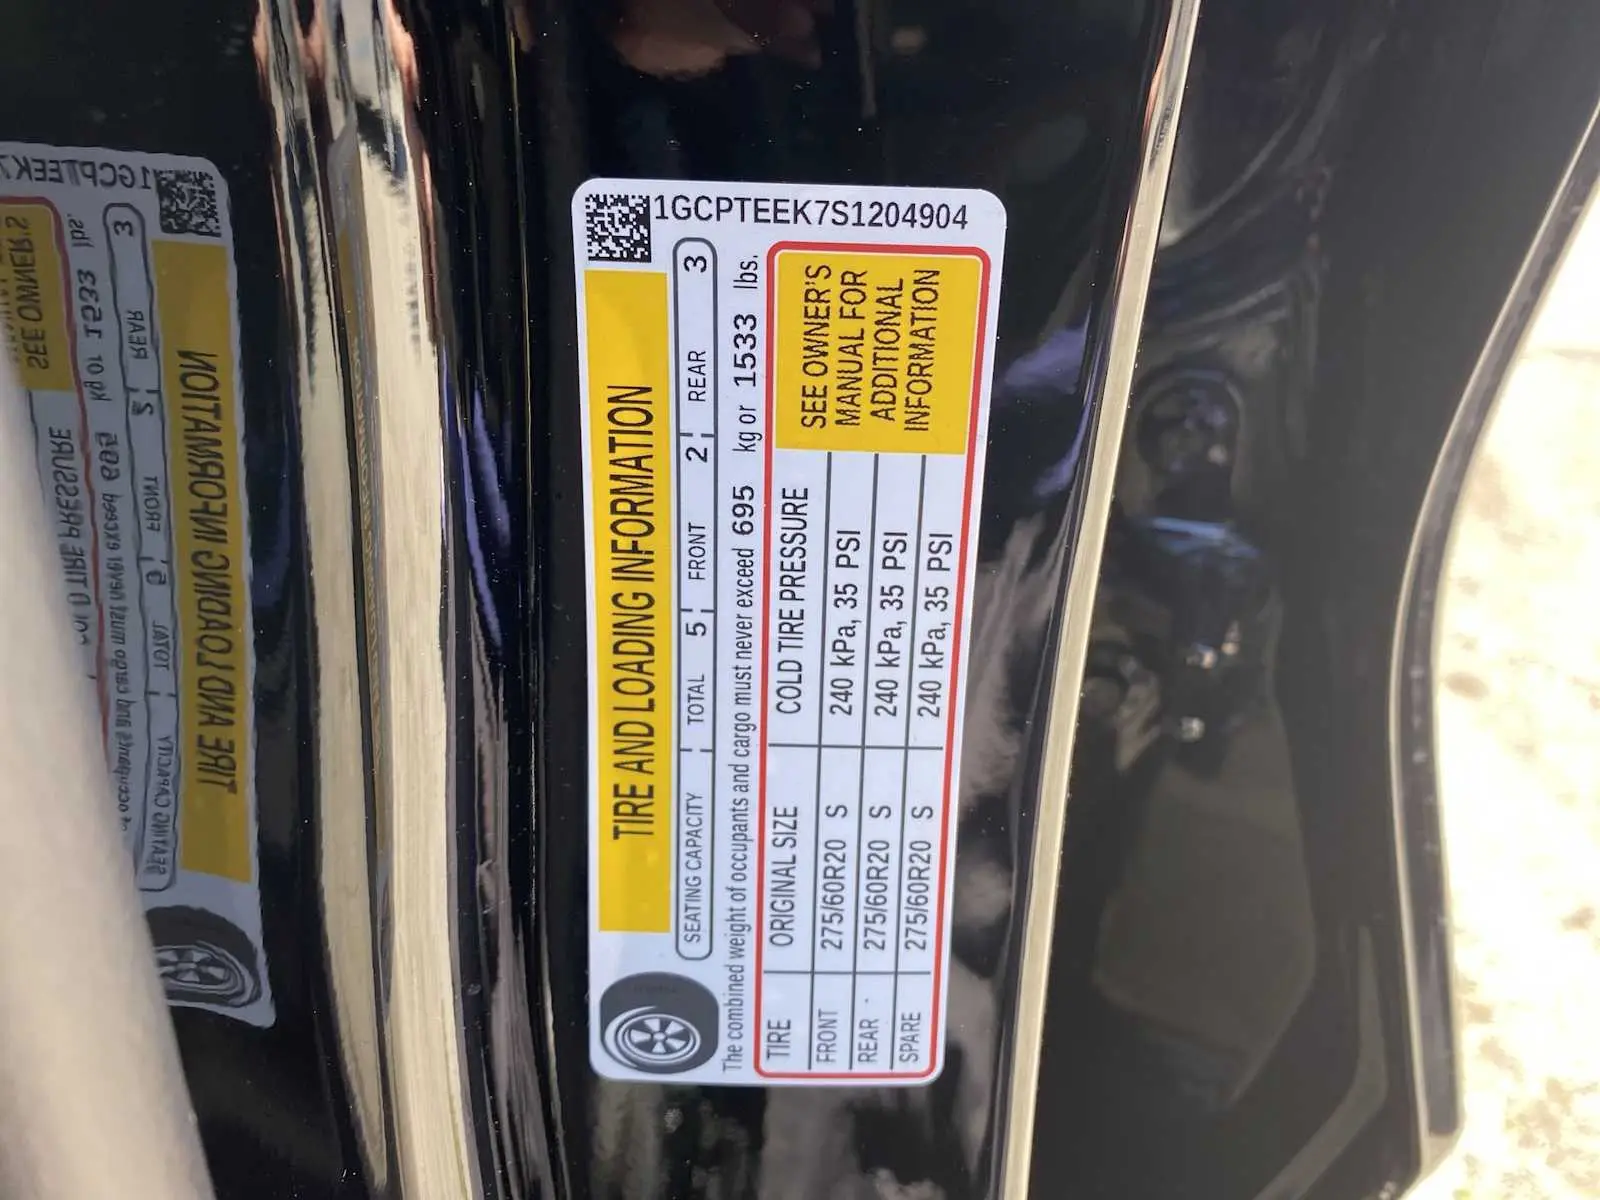 1GCPTEEK7S1204904
TIRE AND LOADING INFORMATION
SEATING CAPACITY TOTAL 5 FRONT 2 REAR 3
The combined weight of occupants and cargo must never exceed 695 kg or 1533 lbs.
TIRE ORIGINAL SIZE COLD TIRE PRESSURE
FRONT 275/60R20 S 240 kPa, 35 PSI
REAR 275/60R20 S 240 kPa, 35 PSI
SPARE 275/60R20 S 240 kPa, 35 PSI
SEE OWNER'S
MANUAL FOR
ADDITIONAL
INFORMATION